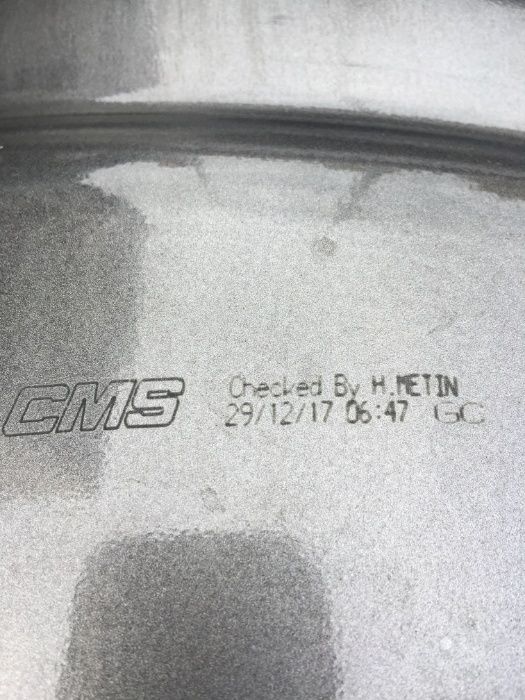 CMS
Checked By H.METIN
29/12/17 06:47 GC